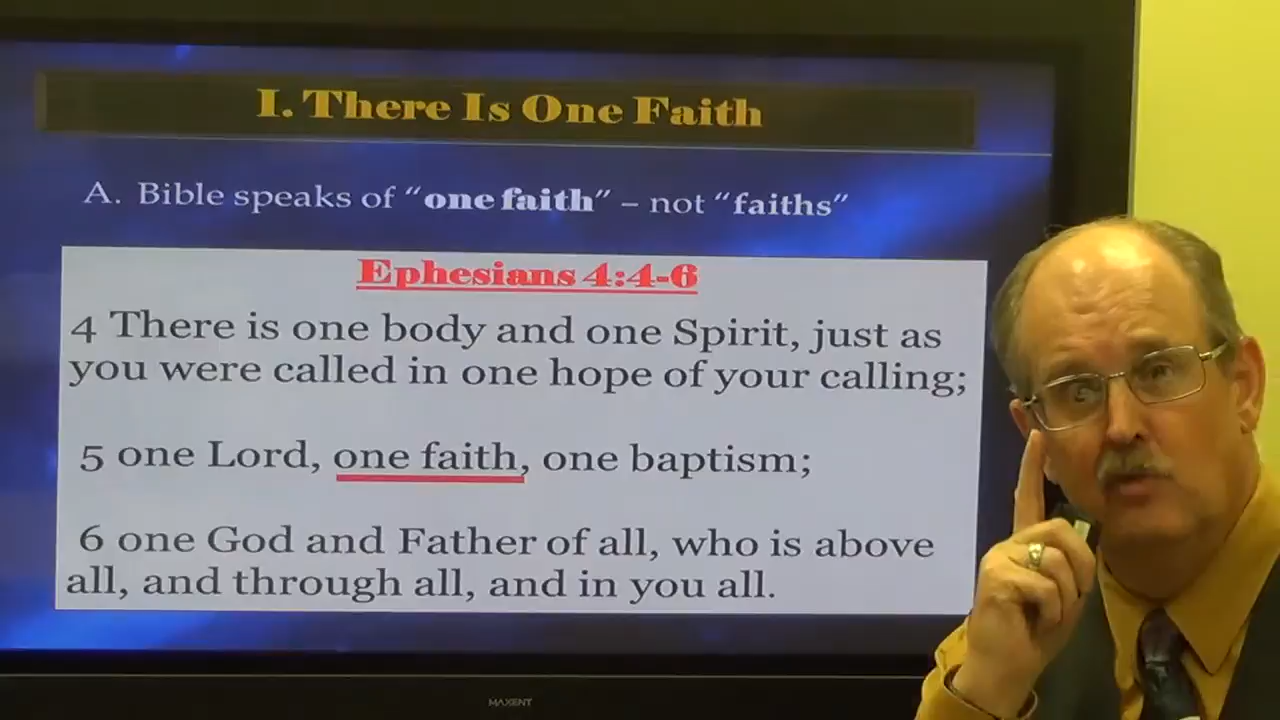 I. There Is One Faith
A. Bible speaks of “one faith” – not “faiths”
Ephesians 4:4-6
4 There is one body and one Spirit, just as
you were called in one hope of your calling;
5 one Lord, one faith, one baptism;
6 one God and Father of all, who is above
all, and through all, and in you all.
MAXENT